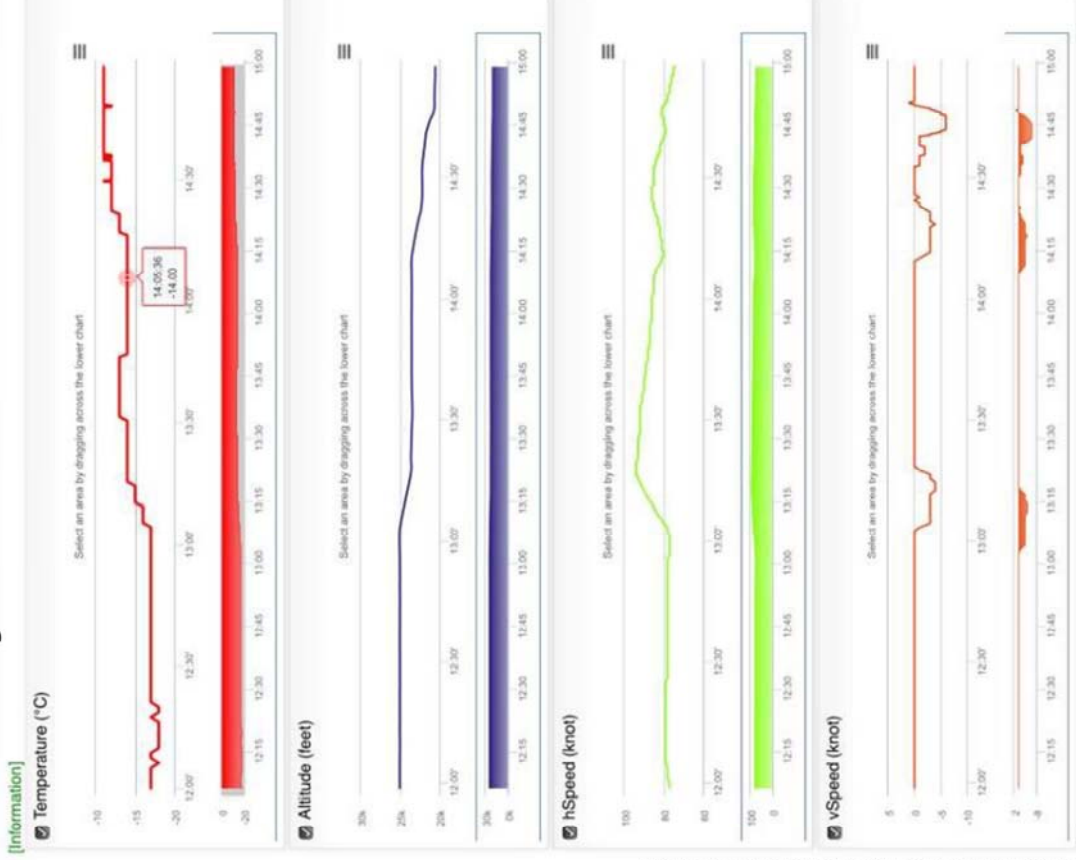 [Information]
Temperature (°C)
Select an area by dragging across the lower chart
-10
-15
-20
14:05:36
-14.00
12:00' 12:30' 13:00' 13:30' 14:00' 14:30'
0
-20
12:15 12:30 12:45 13:00 13:15 13:30 13:45 14:00 14:15 14:30 14:45 15:00
Altitude (feet)
Select an area by dragging across the lower chart
30k
25k
20k
12:00' 12:30' 13:00' 13:30' 14:00' 14:30'
30k
0k
12:15 12:30 12:45 13:00 13:15 13:30 13:45 14:00 14:15 14:30 14:45 15:00
hSpeed (knot)
Select an area by dragging across the lower chart
100
80
60
12:00' 12:30' 13:00' 13:30' 14:00' 14:30'
100
0
12:15 12:30 12:45 13:00 13:15 13:30 13:45 14:00 14:15 14:30 14:45 15:00
vSpeed (knot)
Select an area by dragging across the lower chart
5
0
-5
-10
12:00' 12:30' 13:00' 13:30' 14:00' 14:30'
2
-8
12:15 12:30 12:45 13:00 13:15 13:30 13:45 14:00 14:15 14:30 14:45 15:00